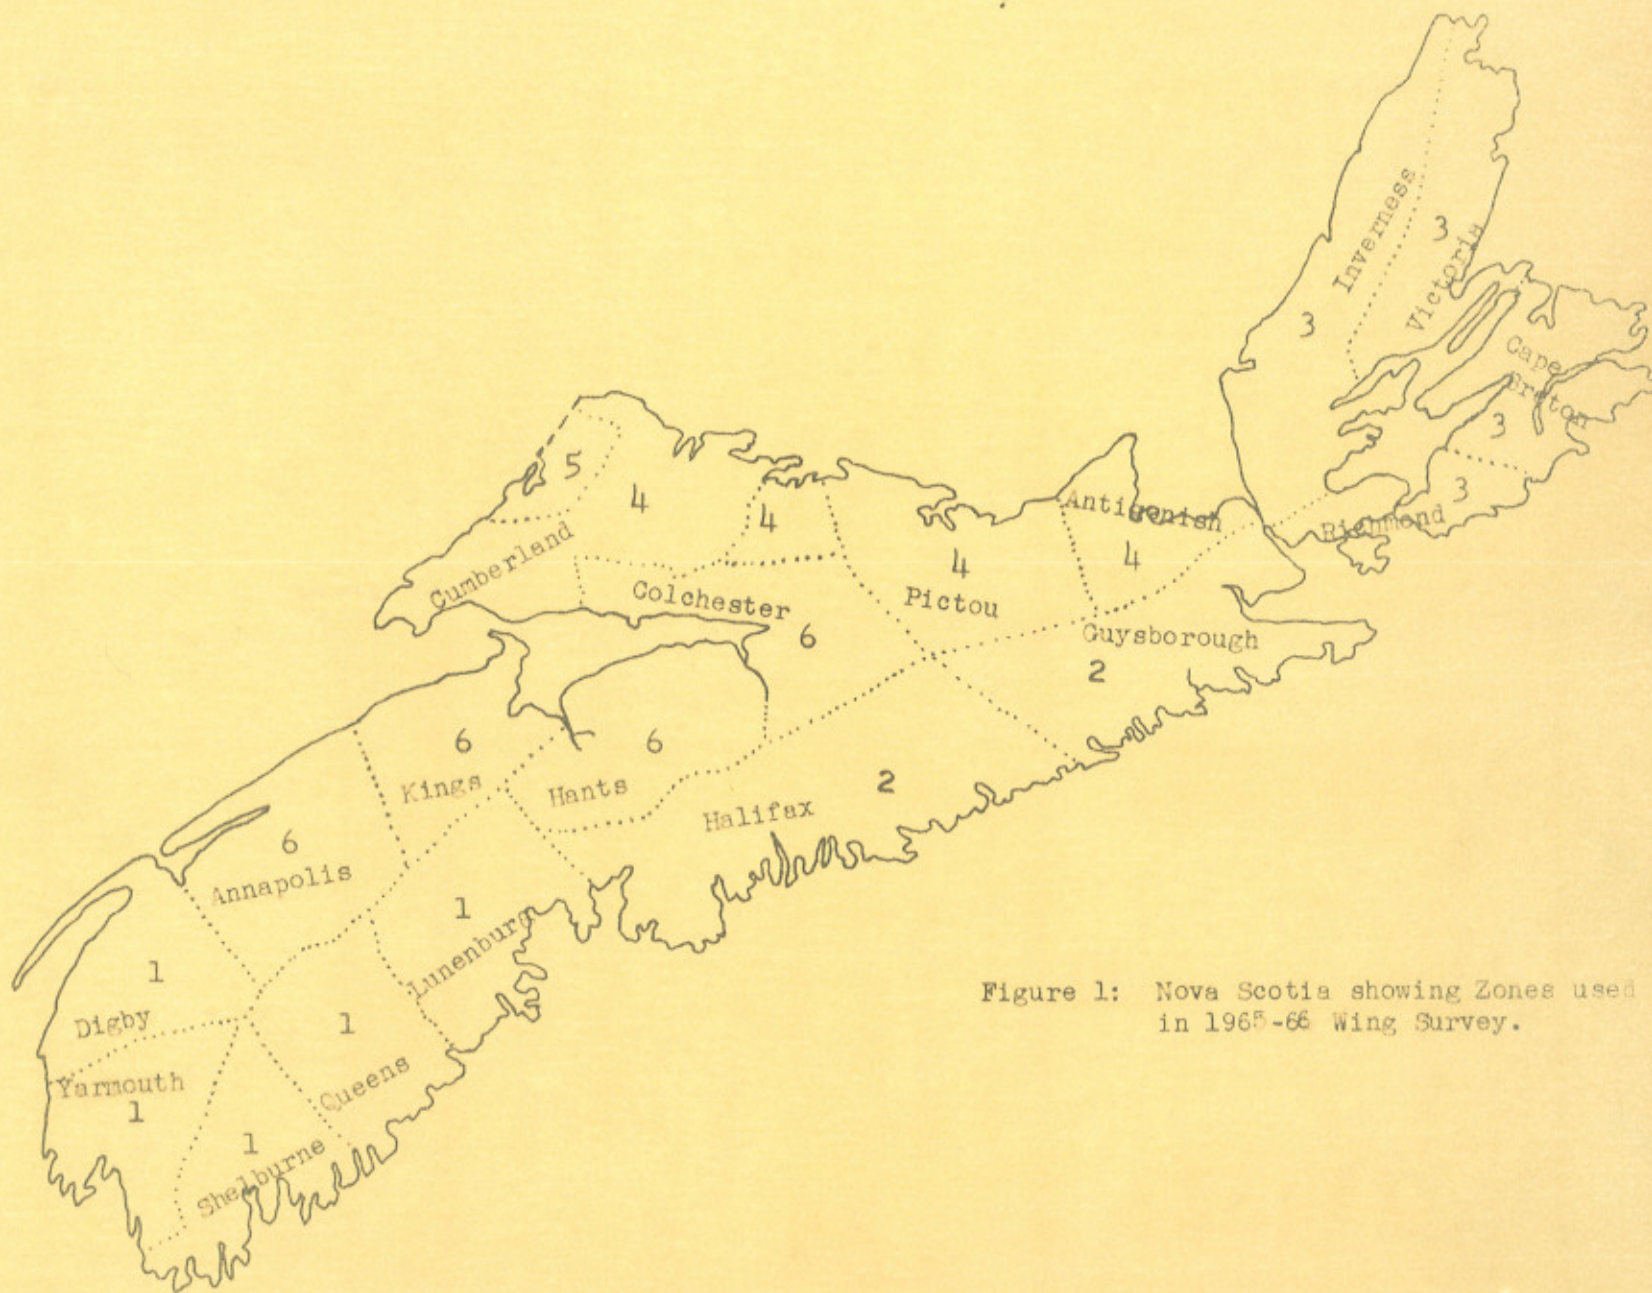 Inverness
3
Victoria
3
Cape
Breton
3
3
Richmond
5
4
4
Antigonish
4
4
Cumberland
Colchester
Pictou
6
Guysborough
2
6
6
Kings
Hants
2
Halifax
6
Annapolis
1
Lunenburg
1
Digby
1
Queens
Yarmouth
1
1
Shelburne
Figure 1: Nova Scotia showing Zones used
in 1965-66 Wing Survey.